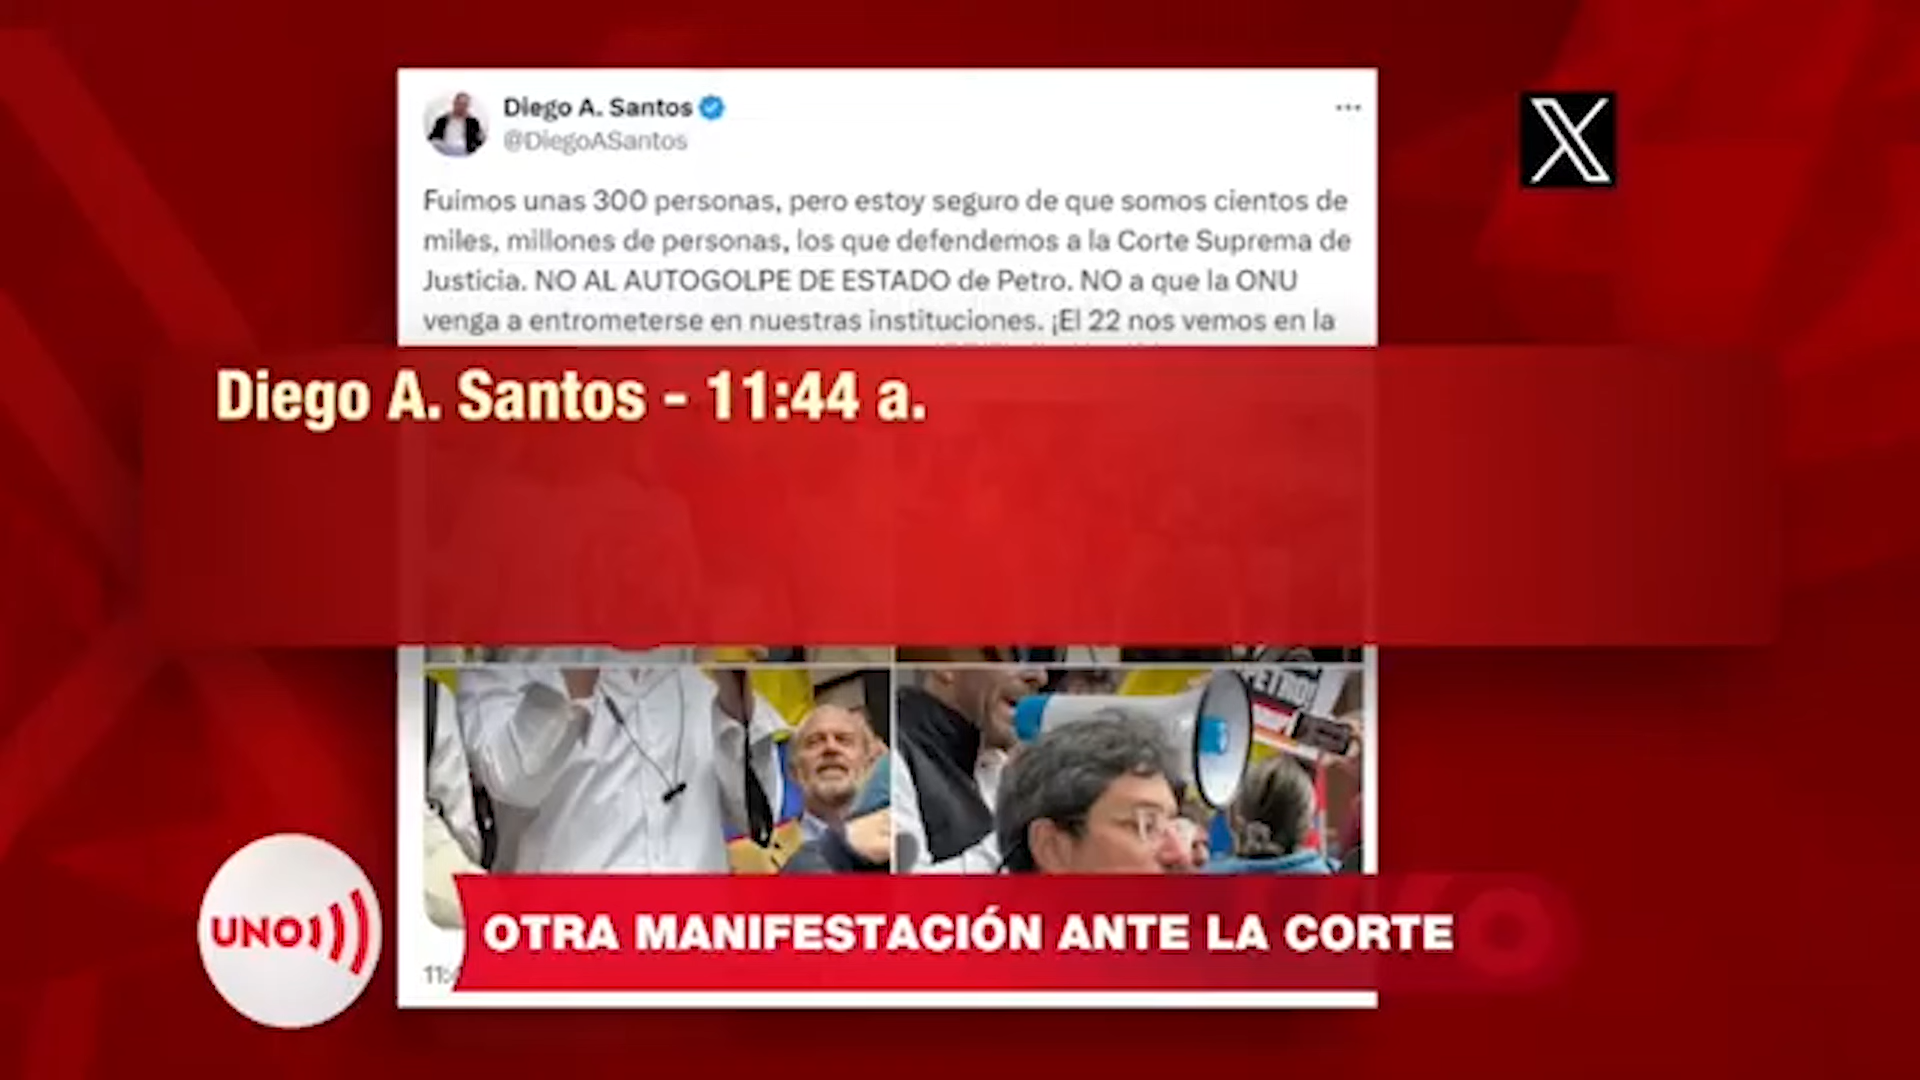 Diego A. Santos
@DiegoASantos
Fuimos unas 300 personas, pero estoy seguro de que somos cientos de
miles, millones de personas, los que defendemos a la Corte Suprema de
Justicia. NO AL AUTOGOLPE DE ESTADO de Petro. NO a que la ONU
venga a entrometerse en nuestras instituciones. ¡El 22 nos vemos en la
Diego A. Santos - 11:44 a.
PETRO!
UNO
OTRA MANIFESTACIÓN ANTE LA CORTE
11: